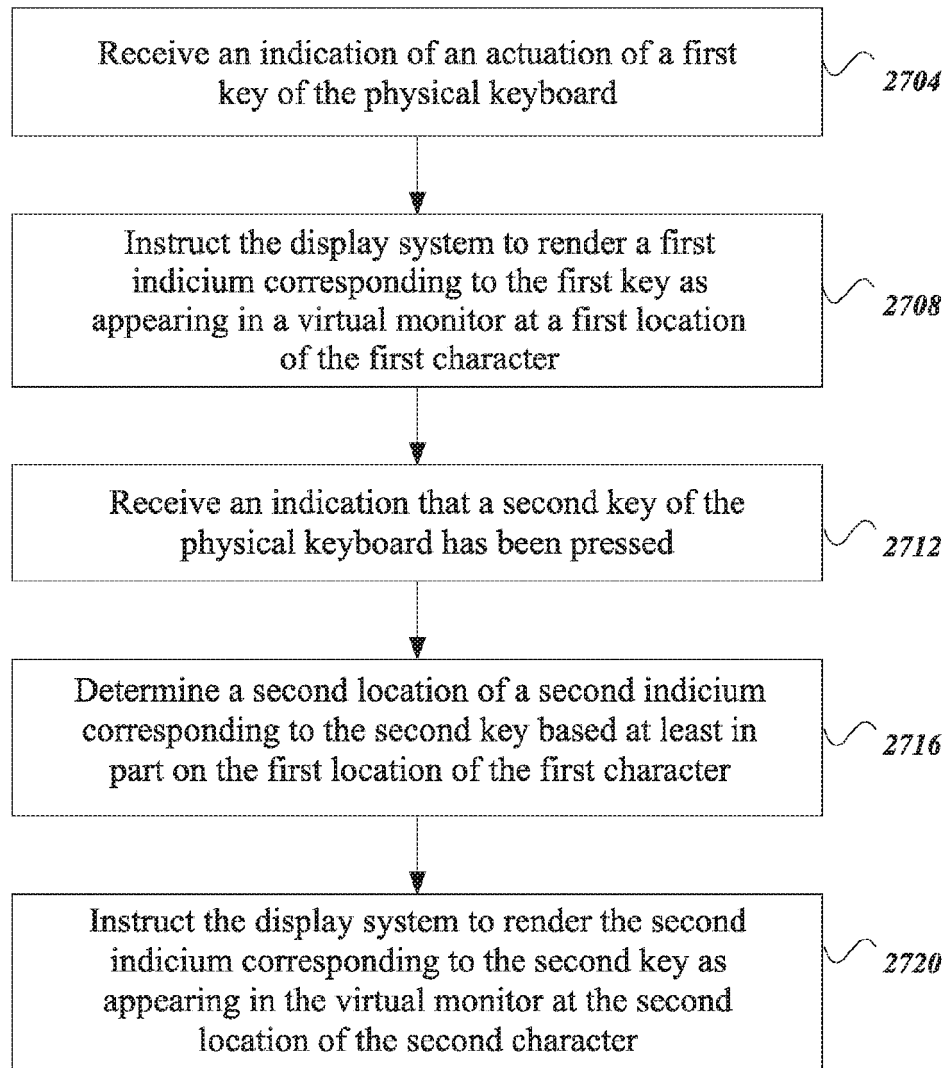 Receive an indication of an actuation of a first
key of the physical keyboard
2704
Instruct the display system to render a first
indicium corresponding to the first key as
appearing in a virtual monitor at a first location
of the first character
2708
Receive an indication that a second key of the
physical keyboard has been pressed
2712
Determine a second location of a second indicium
corresponding to the second key based at least in
part on the first location of the first character
2716
Instruct the display system to render the second
indicium corresponding to the second key as
appearing in the virtual monitor at the second
location of the second character
2720